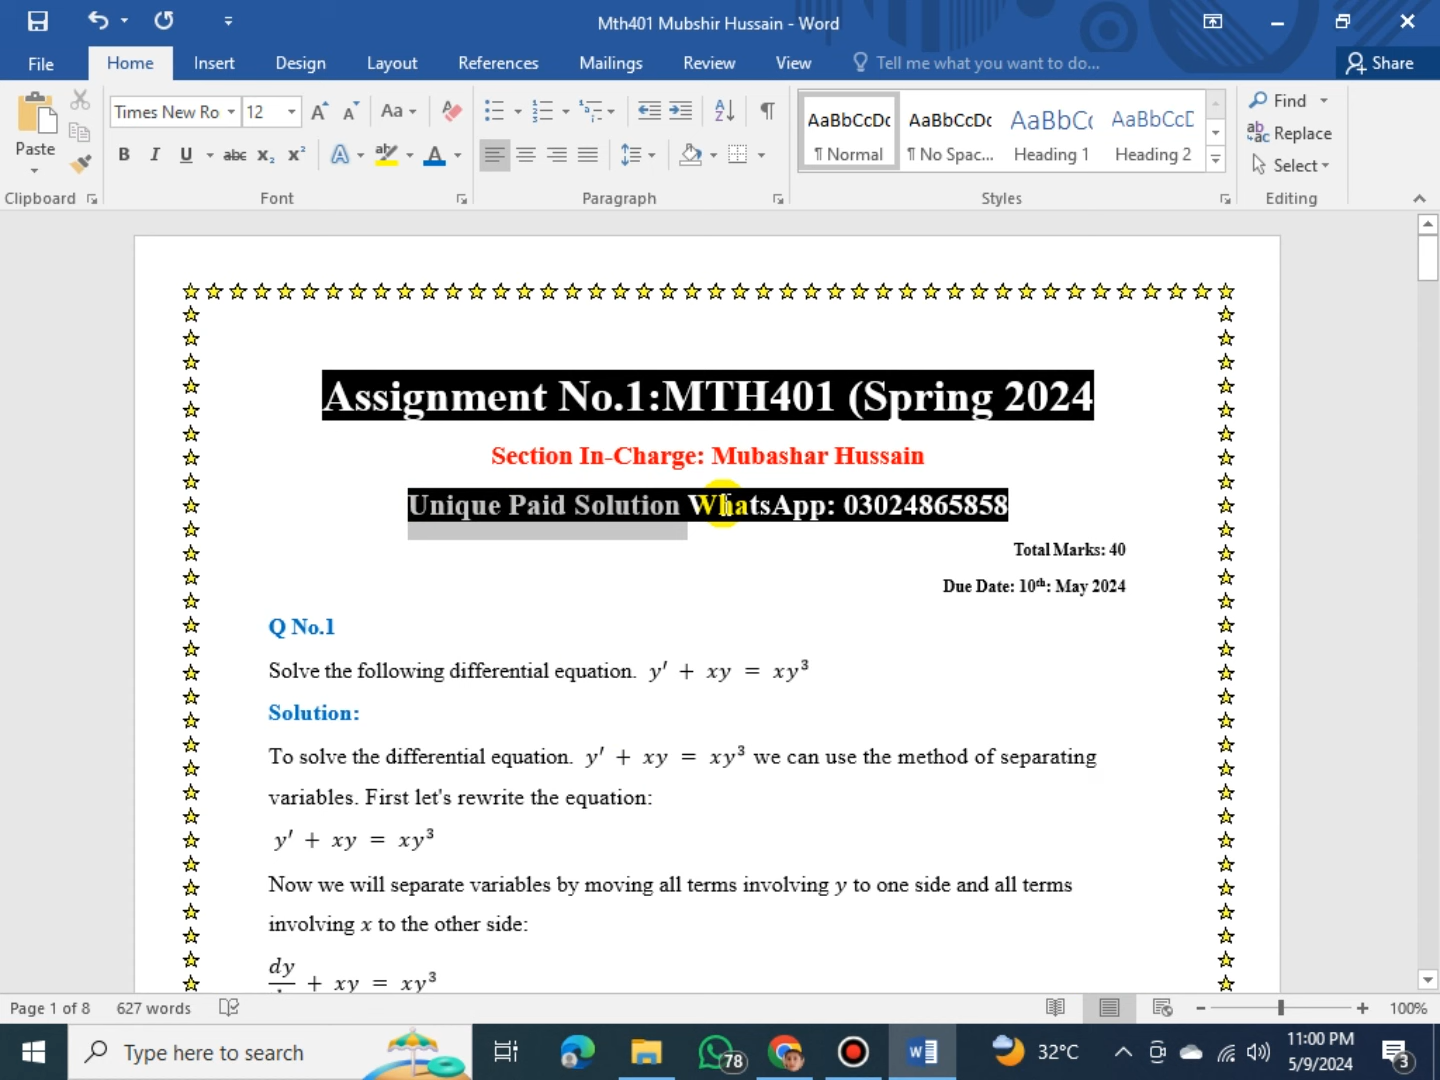 Mth401 Mubshir Hussain - Word
File Home Insert Design Layout References Mailings Review View Tell me what you want to do... Share
Paste
Times New Ro 12 Aa
B I U abc x₂ x² A ab A
AaBbCcDc AaBbCcDc AaBbCc AaBbCcD
¶ Normal ¶ No Spac... Heading 1 Heading 2
Find
Replace
Select
Clipboard Font Paragraph Styles Editing
Assignment No.1:MTH401 (Spring 2024
Section In-Charge: Mubashar Hussain
Unique Paid Solution WhatsApp: 03024865858
Total Marks: 40
Due Date: 10th: May 2024
Q No.1
Solve the following differential equation. y′ + xy = xy³
Solution:
To solve the differential equation. y′ + xy = xy³ we can use the method of separating
variables. First let's rewrite the equation:
y′ + xy = xy³
Now we will separate variables by moving all terms involving y to one side and all terms
involving x to the other side:
dy
+ xy = xy³
Page 1 of 8 627 words 100%
Type here to search 78 32°C 11:00 PM
5/9/2024 3